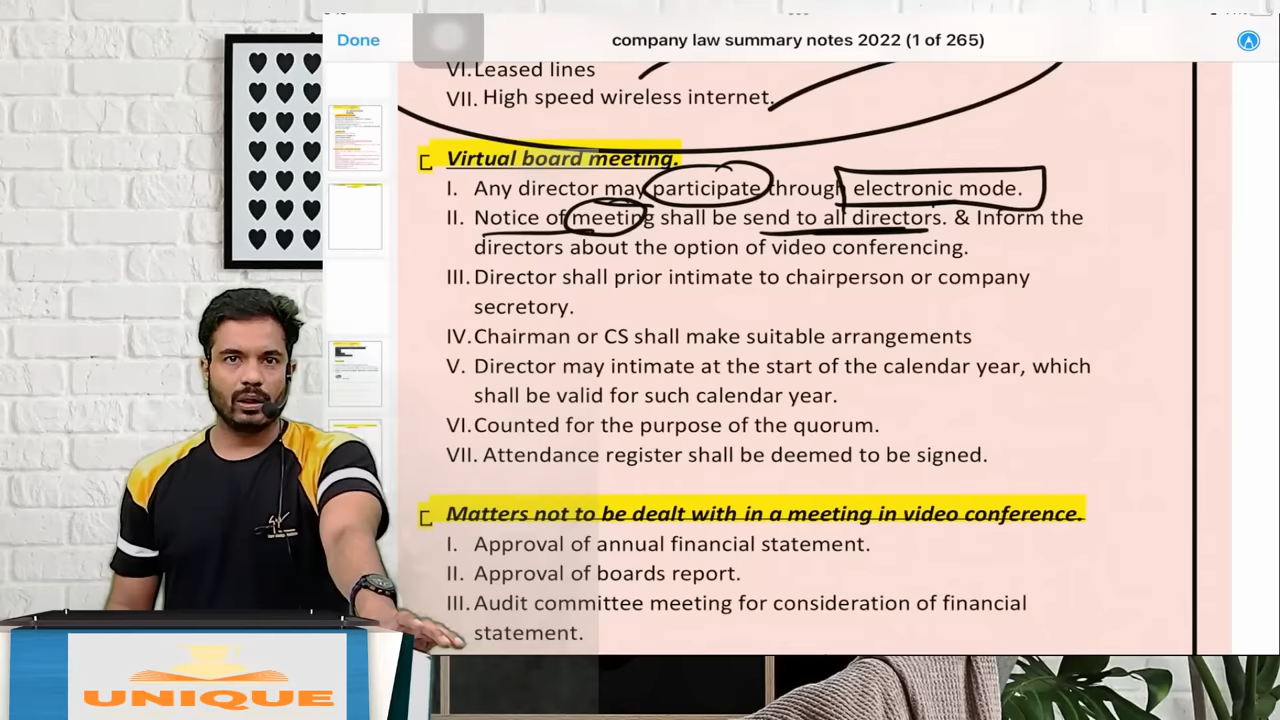 Done
company law summary notes 2022 (1 of 265)
VI. Leased lines
VII. High speed wireless internet.
Virtual board meeting.
I. Any director may participate through electronic mode.
II. Notice of meeting shall be send to all directors. & Inform the
directors about the option of video conferencing.
III. Director shall prior intimate to chairperson or company
secretary.
IV. Chairman or CS shall make suitable arrangements
V. Director may intimate at the start of the calendar year, which
shall be valid for such calendar year.
VI. Counted for the purpose of the quorum.
VII. Attendance register shall be deemed to be signed.
Matters not to be dealt with in a meeting in video conference.
I. Approval of annual financial statement.
II. Approval of boards report.
III. Audit committee meeting for consideration of financial
statement.
UNIQUE